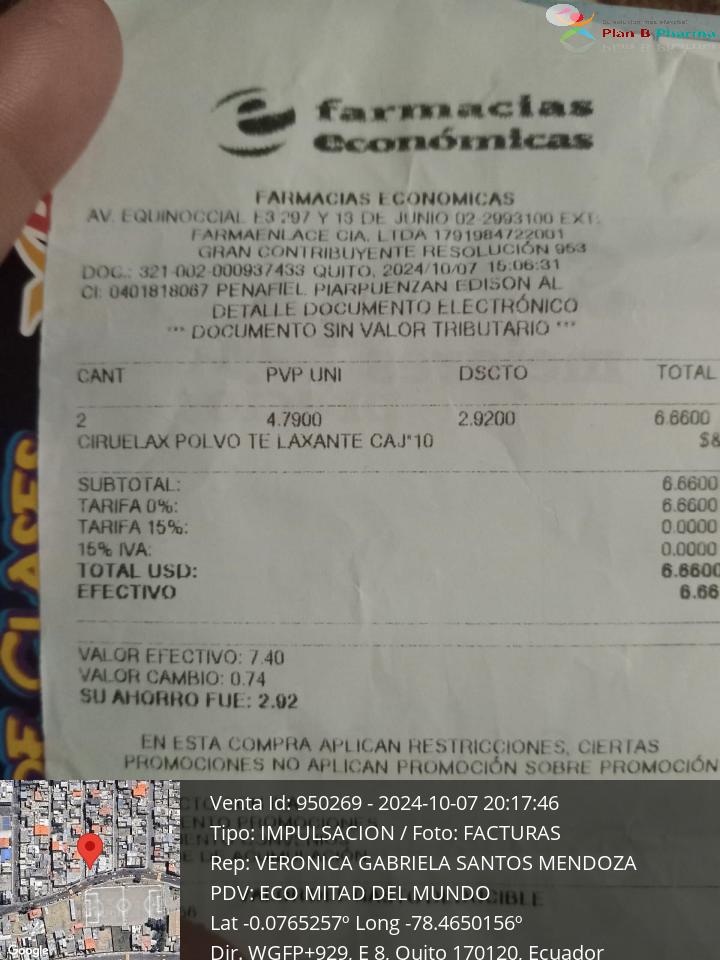 Plan B Pharma
farmacias
económicas
FARMACIAS ECONOMICAS
AV. EQUINOCCIAL E3 297 Y 13 DE JUNIO 02-2993100 EXT:
FARMAENLACE CIA. LTDA 1791984722001
GRAN CONTRIBUYENTE RESOLUCIÓN 953
DOC.: 321-002-000937433 QUITO, 2024/10/07 15:06:31
CI: 0401818067 PENAFIEL PIARPUENZAN EDISON AL
DETALLE DOCUMENTO ELECTRÓNICO
*** DOCUMENTO SIN VALOR TRIBUTARIO ***
CANT PVP UNI DSCTO TOTAL
2 4.7900 2.9200 6.6600
CIRUELAX POLVO TE LAXANTE CAJ*10
SUBTOTAL: 6.6600
TARIFA 0%: 6.6600
TARIFA 15%: 0.0000
15% IVA: 0.0000
TOTAL USD: 6.6600
EFECTIVO 6.66
VALOR EFECTIVO: 7.40
VALOR CAMBIO: 0.74
SU AHORRO FUE: 2.92
EN ESTA COMPRA APLICAN RESTRICCIONES, CIERTAS
PROMOCIONES NO APLICAN PROMOCIÓN SOBRE PROMOCIÓN
Venta Id: 950269 - 2024-10-07 20:17:46
Tipo: IMPULSACION / Foto: FACTURAS
Rep: VERONICA GABRIELA SANTOS MENDOZA
PDV: ECO MITAD DEL MUNDO
Lat -0.0765257º Long -78.4650156º
Dir. WGFP+929, E 8, Quito 170120, Ecuador
Google